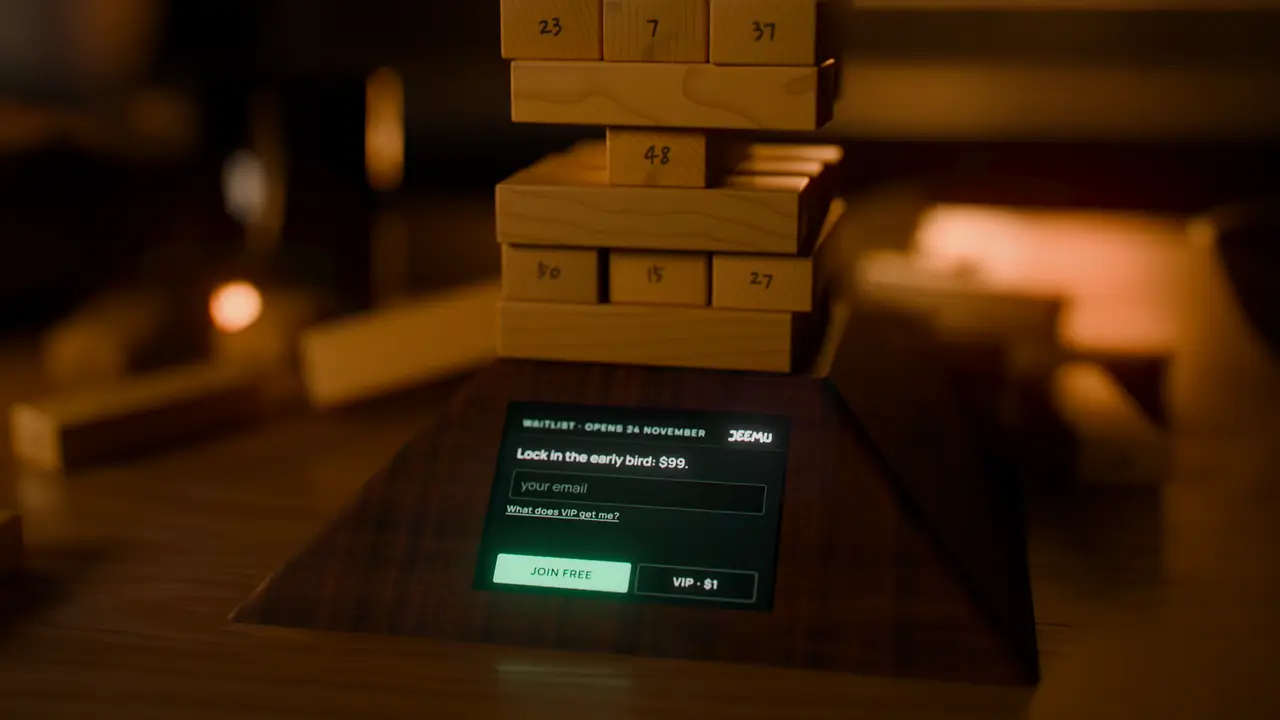 23 7 37
48
50 15 27
WAITLIST · OPENS 24 NOVEMBER JEEMU
Lock in the early bird: $99.
your email
What does VIP get me?
JOIN FREE VIP · $1